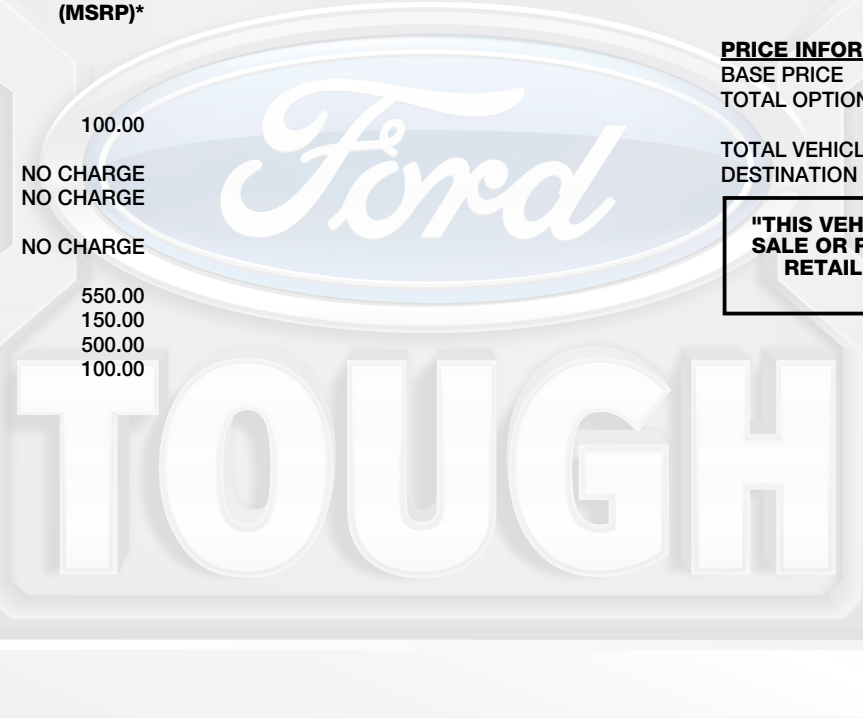 (MSRP)*
100.00
NO CHARGE
NO CHARGE
NO CHARGE
550.00
150.00
500.00
100.00
PRICE INFOR
BASE PRICE
TOTAL OPTION
TOTAL VEHICL
DESTINATION
"THIS VEH
SALE OR F
RETAIL
Ford
TOUGH